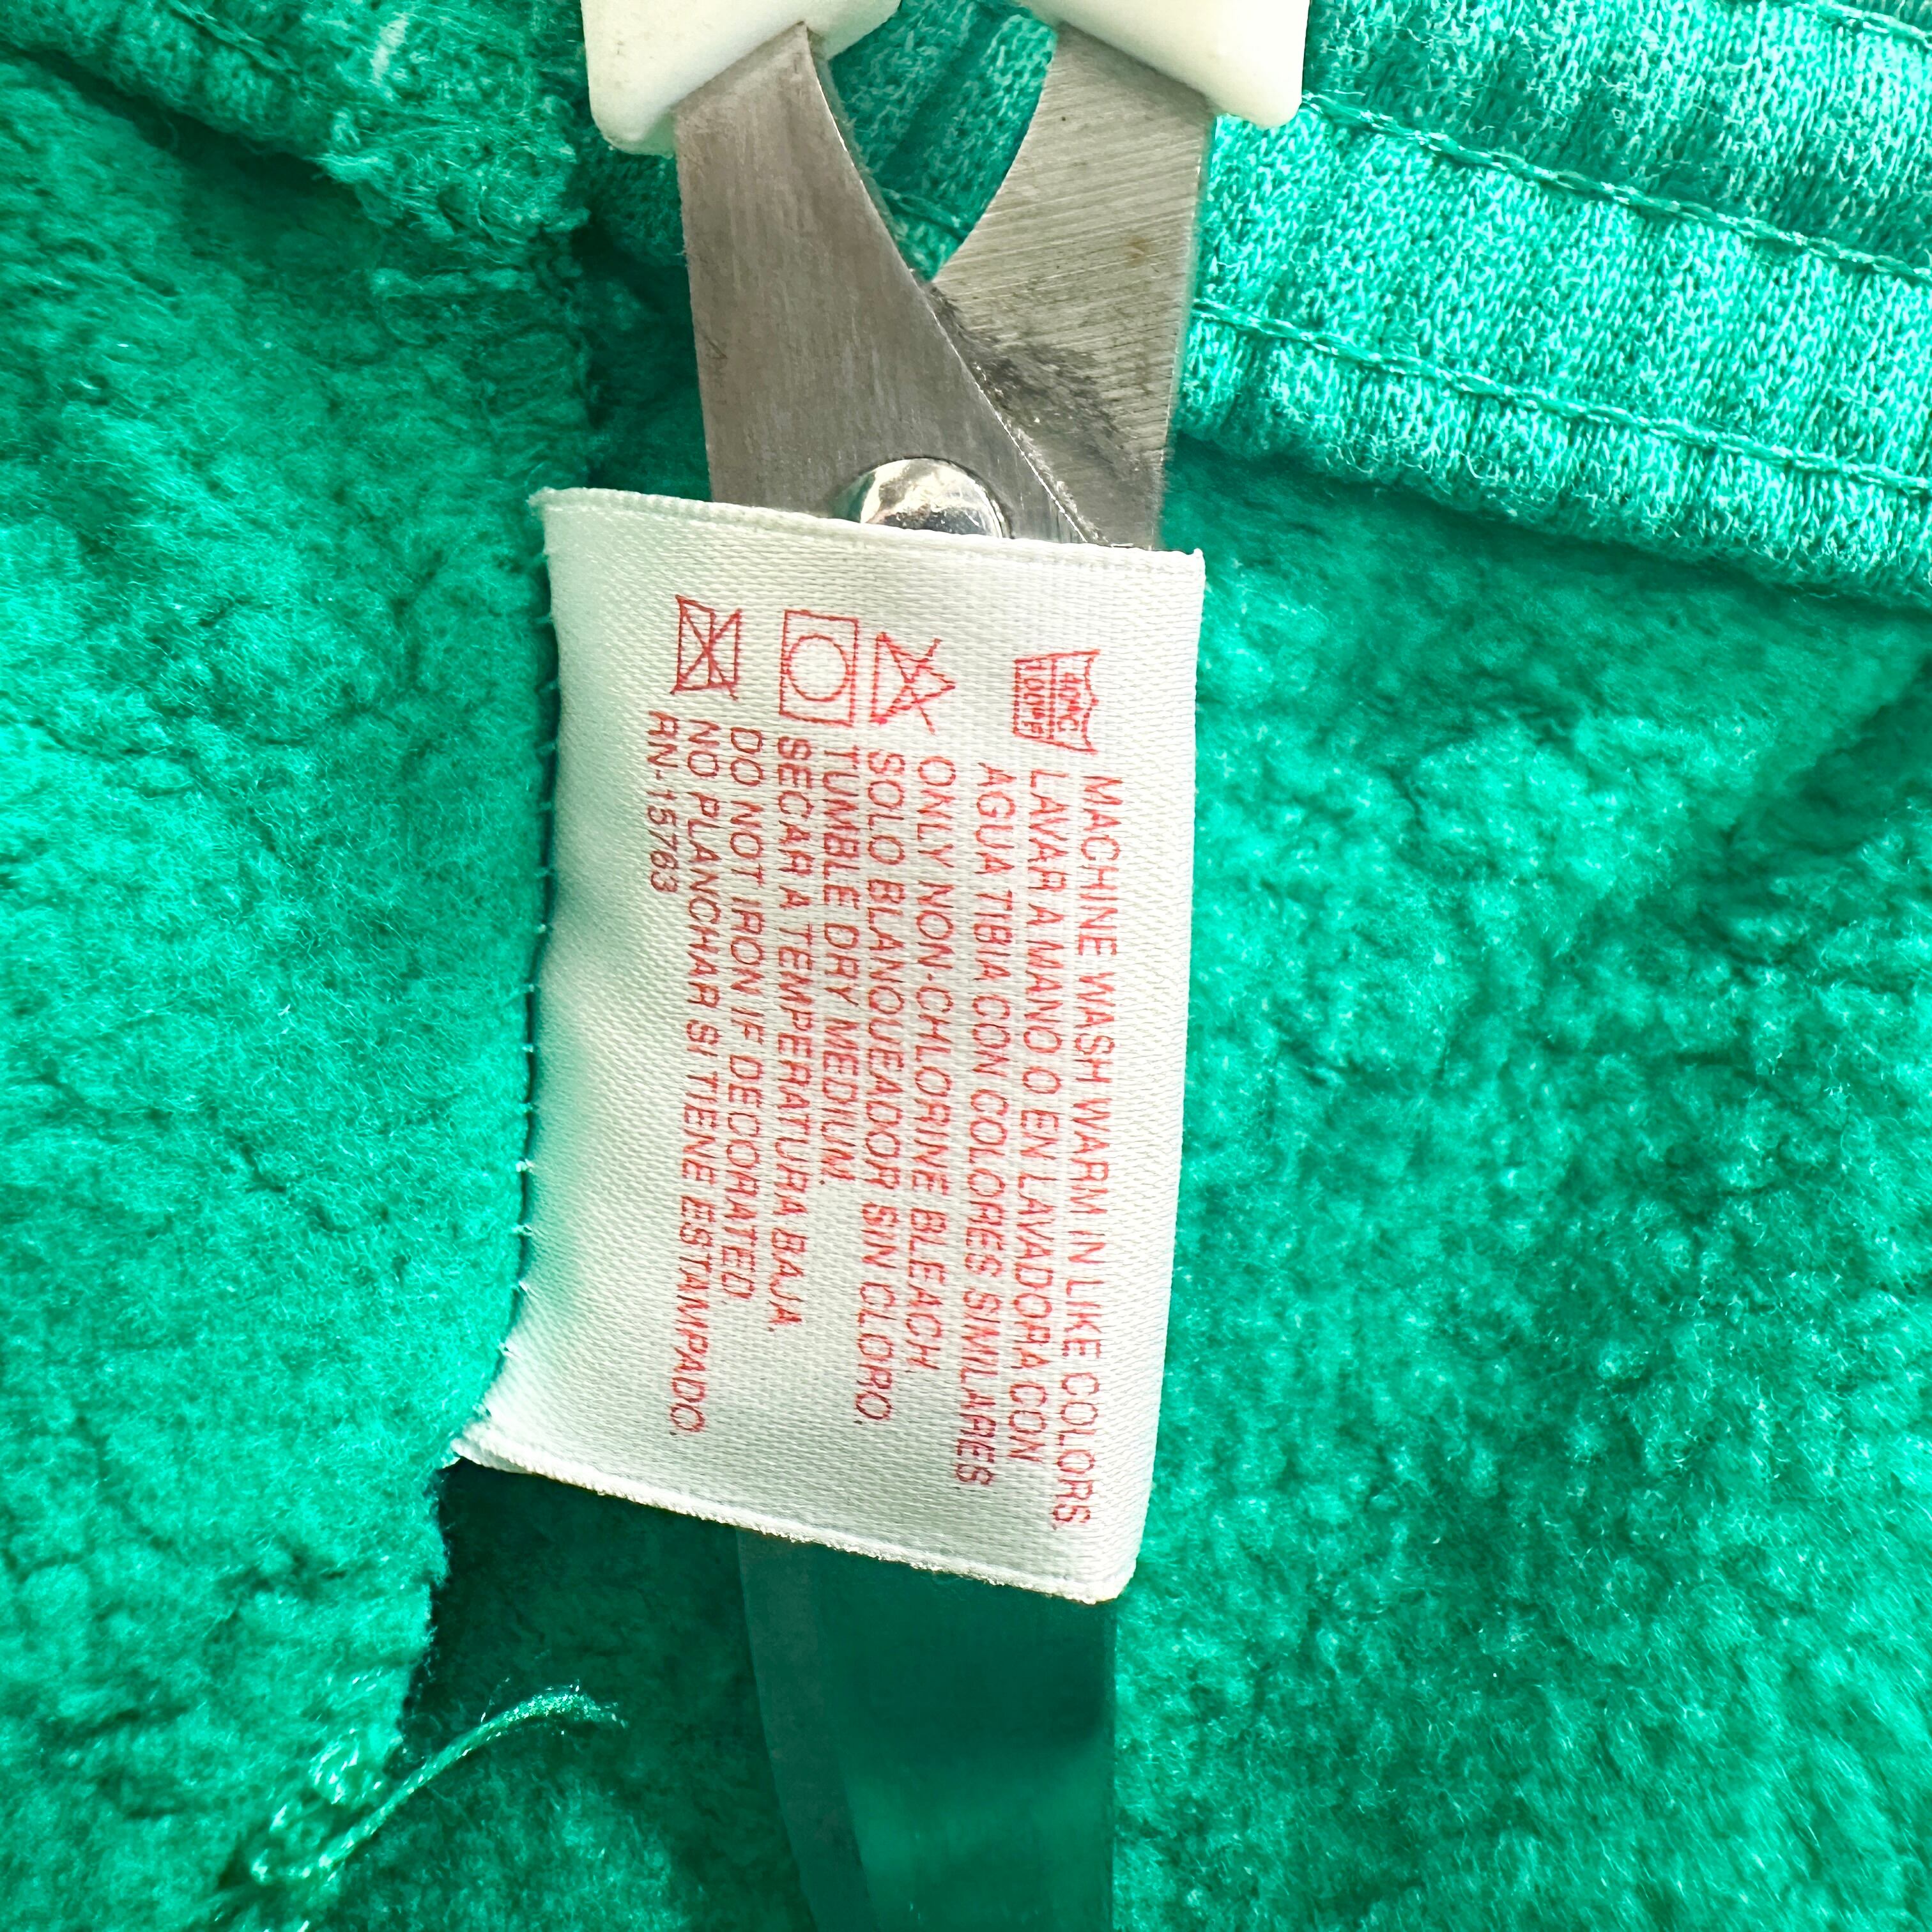 MACHINE WASH WARM IN LIKE COLORS.
LAVAR A MANO O EN LAVADORA CON
AGUA TIBIA CON COLORES SIMILARES
ONLY NON-CHLORINE BLEACH.
SOLO BLANQUEADOR SIN CLORO.
TUMBLE DRY MEDIUM.
SECAR A TEMPERATURA BAJA.
DO NOT IRON IF DECORATED.
NO PLANCHAR SI TIENE ESTAMPADO.
RN-15763